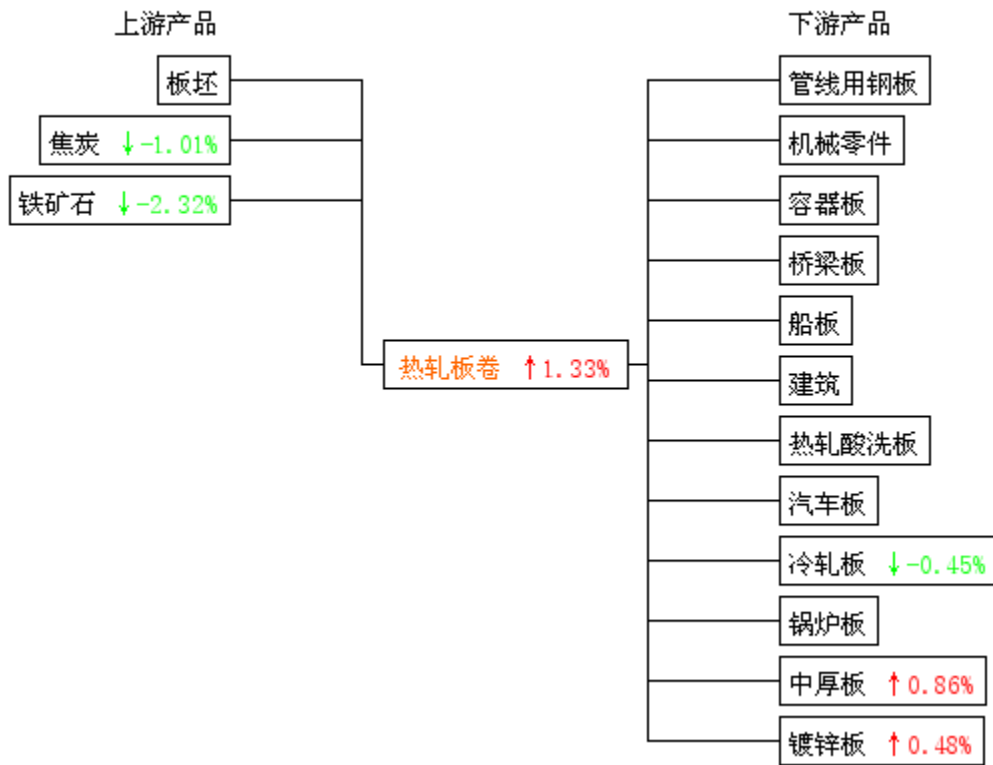 上游产品
板坯
焦炭 ↓-1.01%
铁矿石 ↓-2.32%
热轧板卷 ↑1.33%
下游产品
管线用钢板
机械零件
容器板
桥梁板
船板
建筑
热轧酸洗板
汽车板
冷轧板 ↓-0.45%
锅炉板
中厚板 ↑0.86%
镀锌板 ↑0.48%